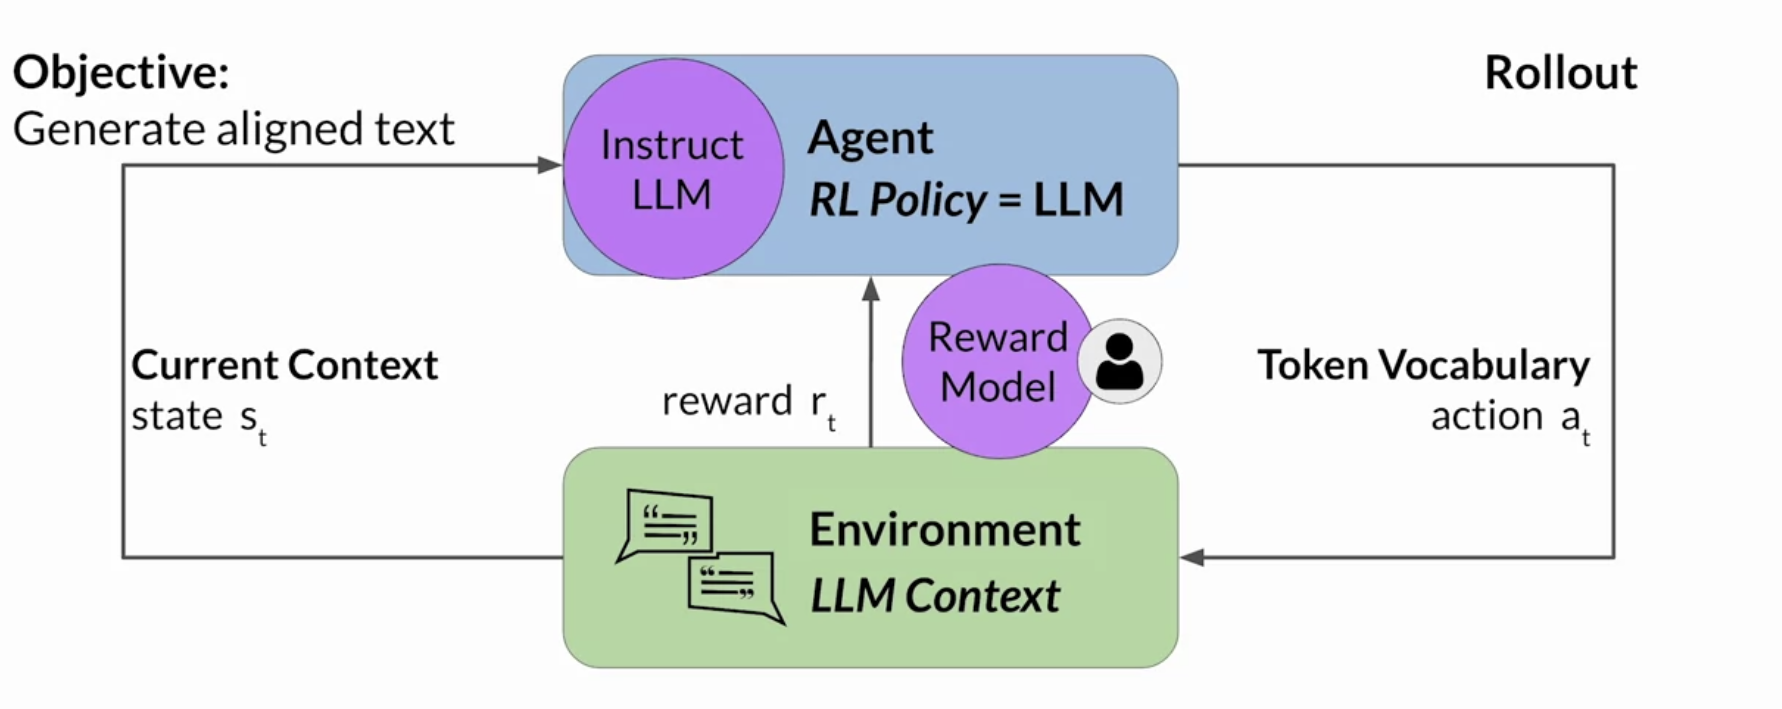 Objective:
Generate aligned text
Rollout
Instruct
LLM
Agent
RL Policy = LLM
Current Context
state s_t
reward r_t
Reward
Model
Token Vocabulary
action a_t
Environment
LLM Context